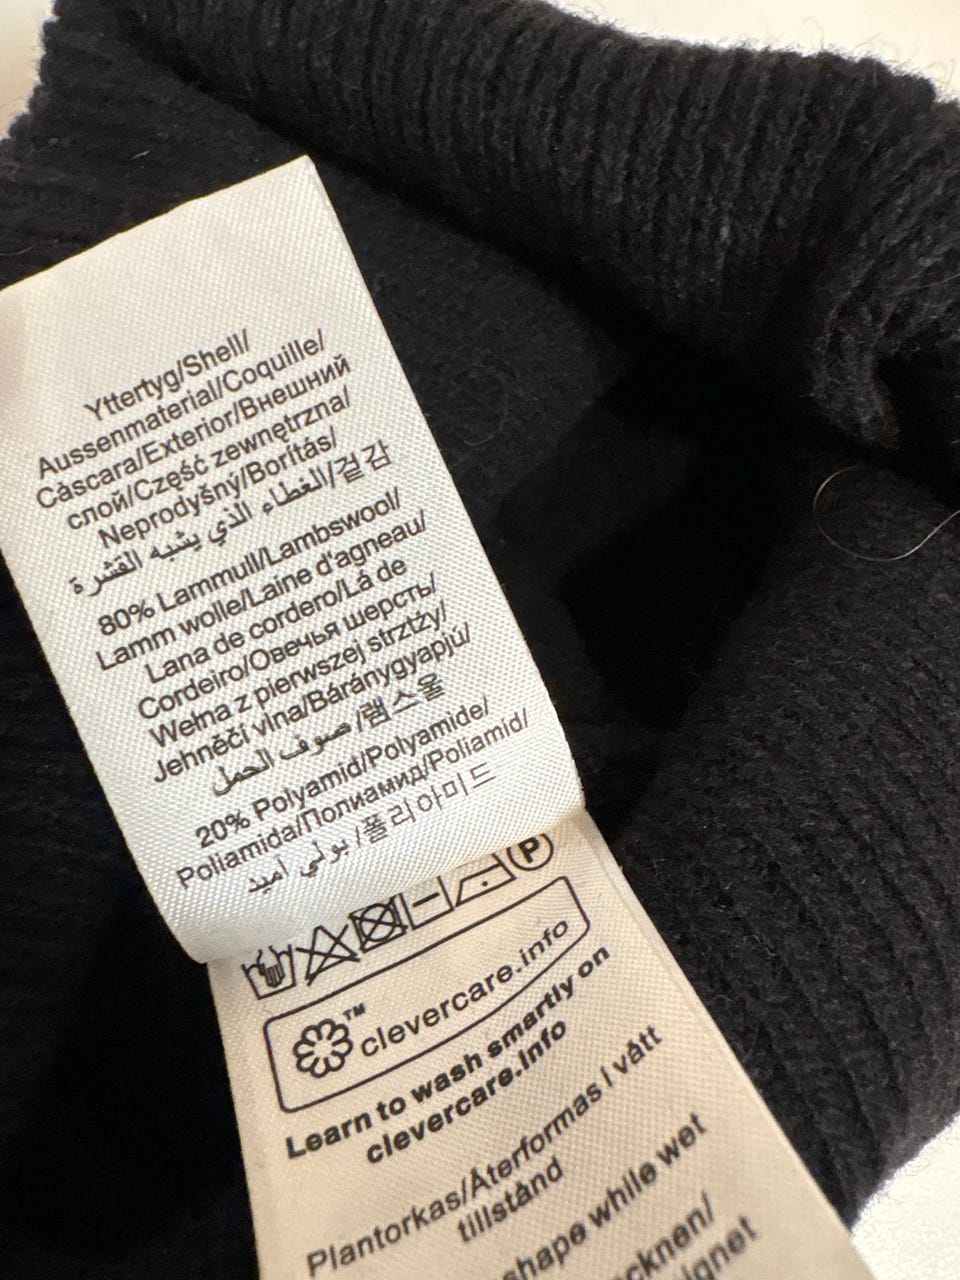 Yttertyg/Shell/
Aussenmaterial/Coquille/
Càscara/Exterior/Внешний
слой/Część zewnętrzna/
Neprodyšný/Borítás/
الغطاء الذي يشبه القشرة/겉감
80% Lammull/Lambswool/
Lamm wolle/Laine d'agneau/
Lana de cordero/Lá de
Cordeiro/Овечья шерсть/
Wełna z pierwszej strztży/
Jehněčí vlna/Báránygyapjú/
صوف الحمل/램스울
20% Polyamid/Polyamide/
Poliamida/Полиамид/Poliamid/
بولي اميد/폴리아미드
P
TM
clevercare.info
Learn to wash smartly on
clevercare.info
Plantorkas/Återformas I vått
tillstånd
shape while wet